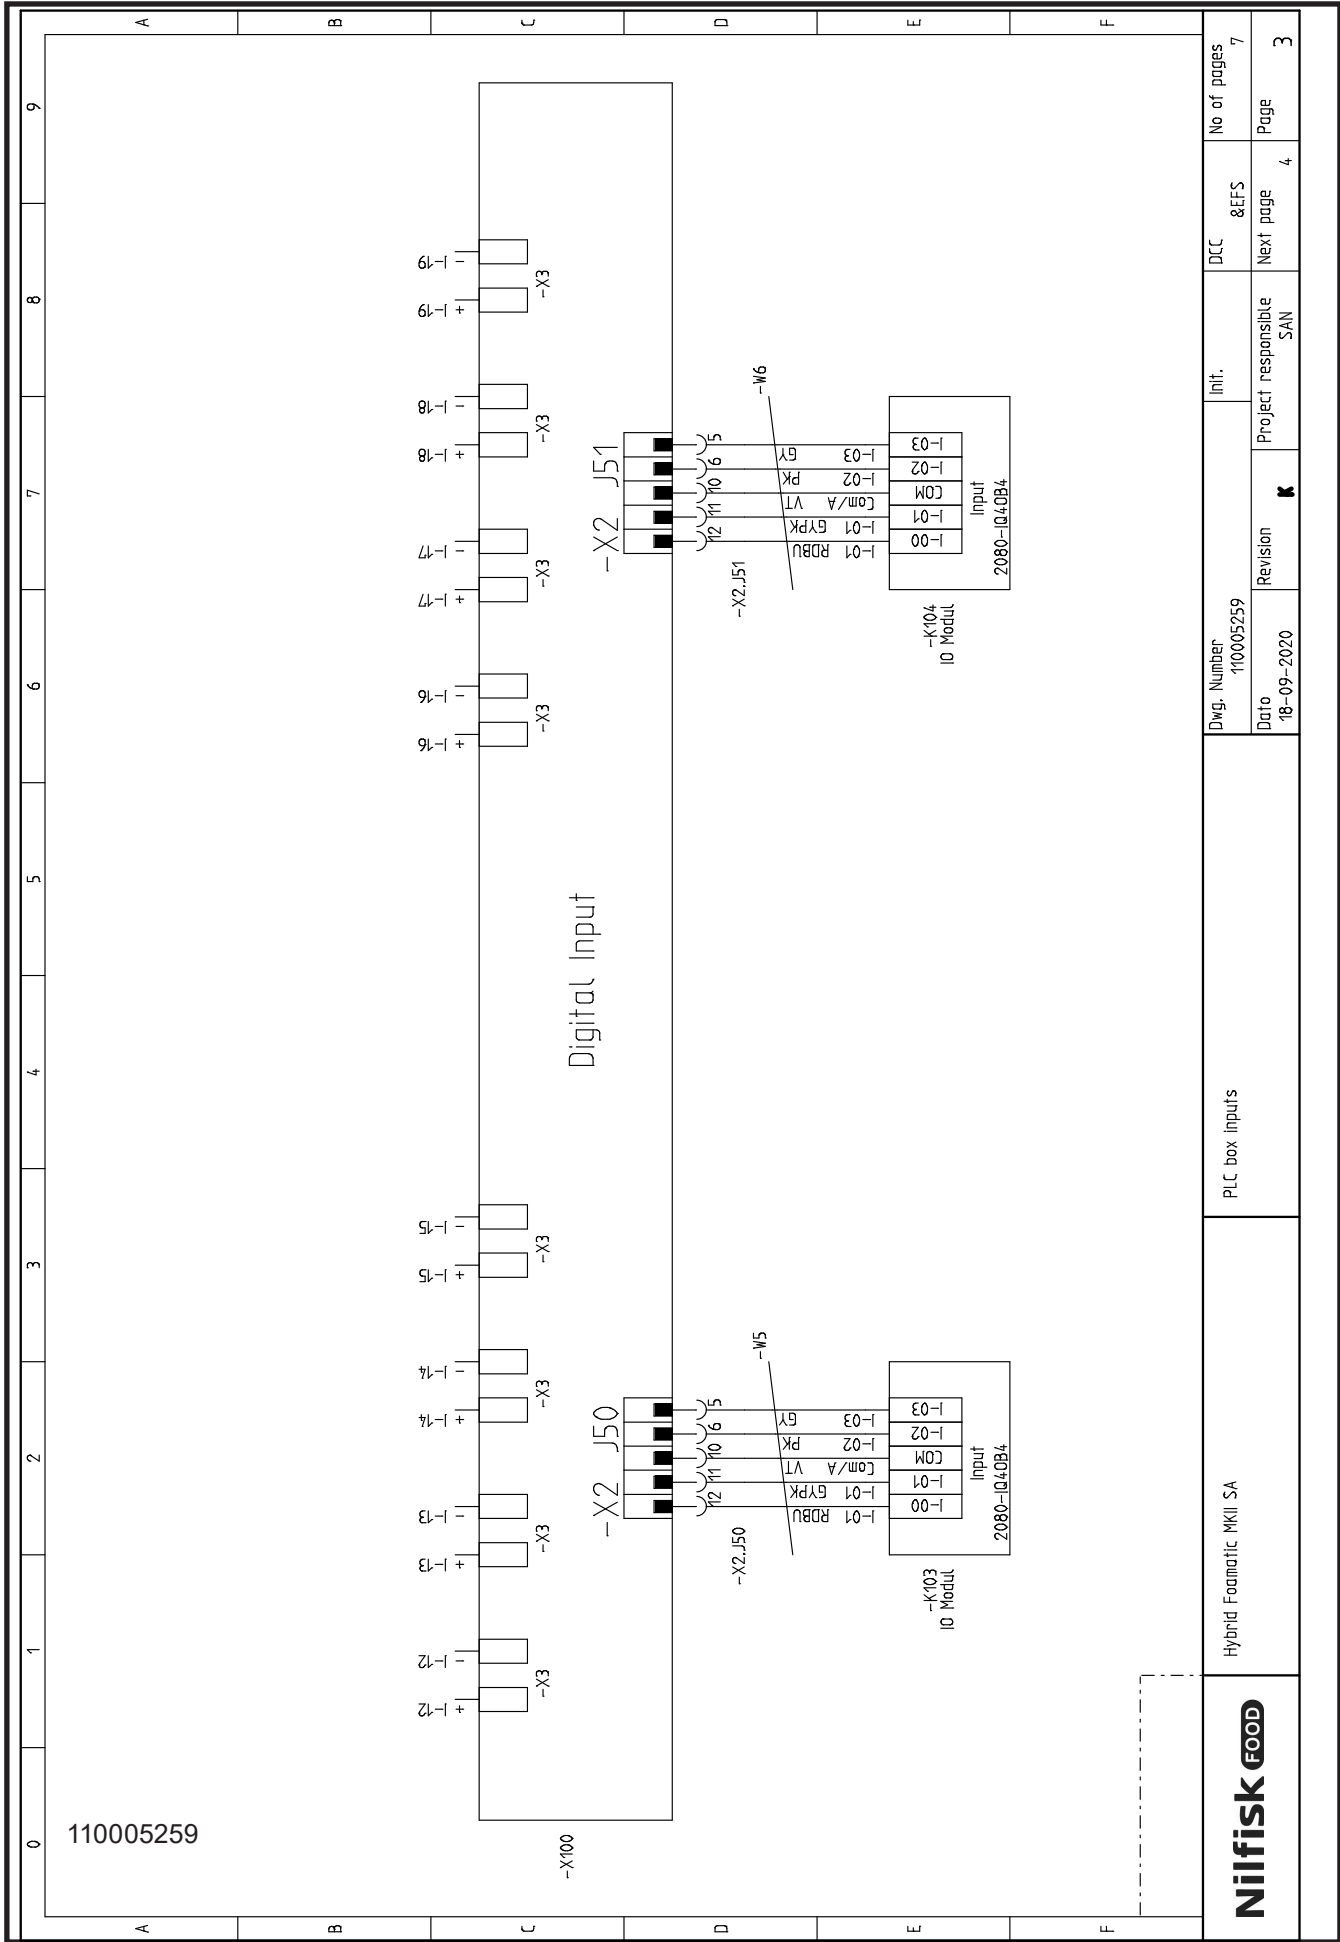 110005259
0 1 2 3 4 5 6 7 8 9
A
B
C
D
E
F
A
B
C
D
E
F
I-12 +
I-12 -
-X3
I-13 +
I-13 -
-X3
I-14 +
I-14 -
-X3
I-15 +
I-15 -
-X3
I-16 +
I-16 -
-X3
I-17 +
I-17 -
-X3
I-18 +
I-18 -
-X3
I-19 +
I-19 -
-X3
-X100
Digital Input
-X2 J50
12 11 10 6 5
-X2.J50
-W5
RDBU GYPK VT PK GY
I-01 I-01 Com/A I-02 I-03
-K103
IO Modul
I-00 I-01 COM I-02 I-03
Input
2080-IQ4OB4
-X2 J51
12 11 10 6 5
-X2.J51
-W6
RDBU GYPK VT PK GY
I-01 I-01 Com/A I-02 I-03
-K104
IO Modul
I-00 I-01 COM I-02 I-03
Input
2080-IQ4OB4
Nilfisk FOOD
Hybrid Foamatic MKII SA
PLC box inputs
Dwg. Number
110005259
Init.
DCC
&EFS
No of pages
7
Dato
18-09-2020
Revision
K
Project responsible
SAN
Next page
4
Page
3